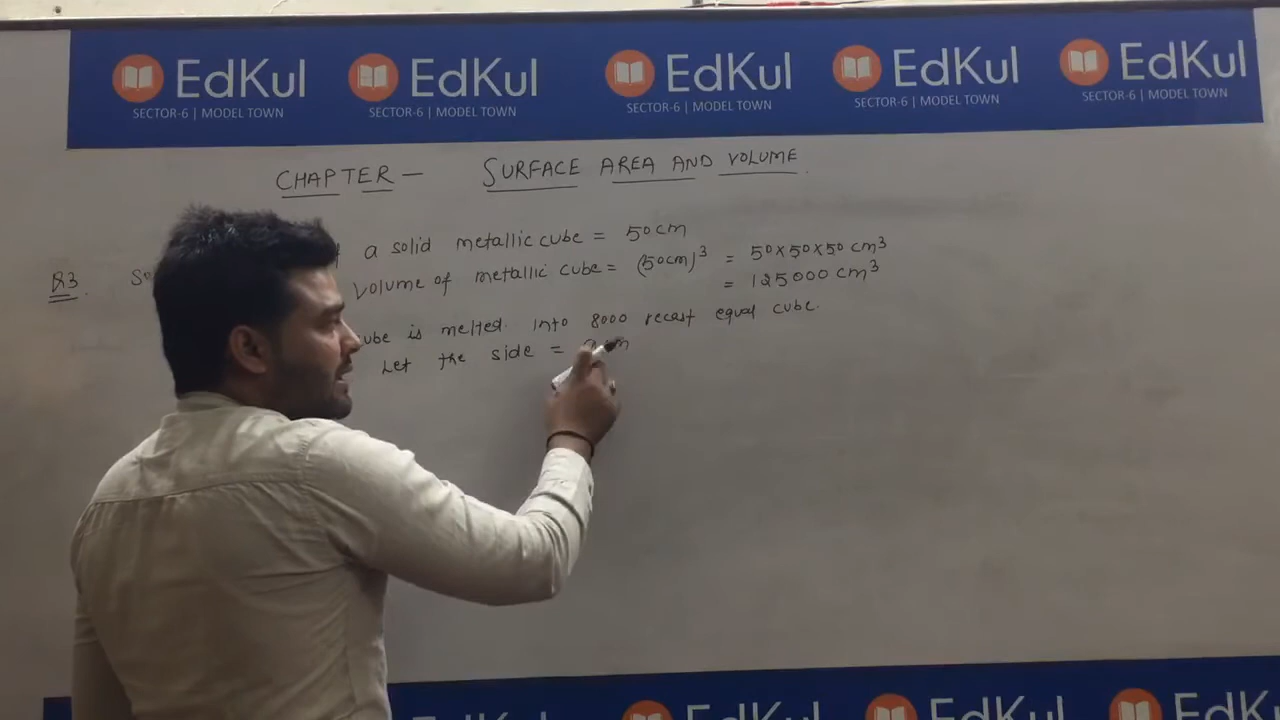 EdKul EdKul EdKul EdKul EdKul
SECTOR-6 | MODEL TOWN SECTOR-6 | MODEL TOWN SECTOR-6 | MODEL TOWN SECTOR-6 | MODEL TOWN SECTOR-6 | MODEL TOWN
CHAPTER — SURFACE AREA AND VOLUME.
a solid metallic cube = 50cm
Q3. volume of metallic cube = (50cm)³ = 50×50×50 cm³
= 125000 cm³
is melted. into 8000 recast equal cube.
Let the side =
EdKul EdKul